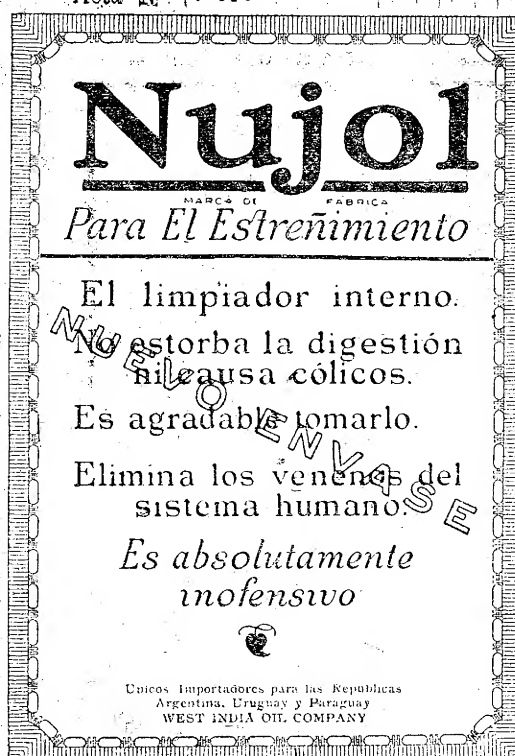 Nujol
MARCA DE FABRICA
Para El Estreñimiento
El limpiador interno.
No estorba la digestión
ni causa cólicos.
Es agradable tomarlo.
Elimina los venenos del
sistema humano.
NUEVO ENVASE
Es absolutamente
inofensivo
Unicos Importadores para las Republicas
Argentina, Uruguay y Paraguay
WEST INDIA OIL COMPANY